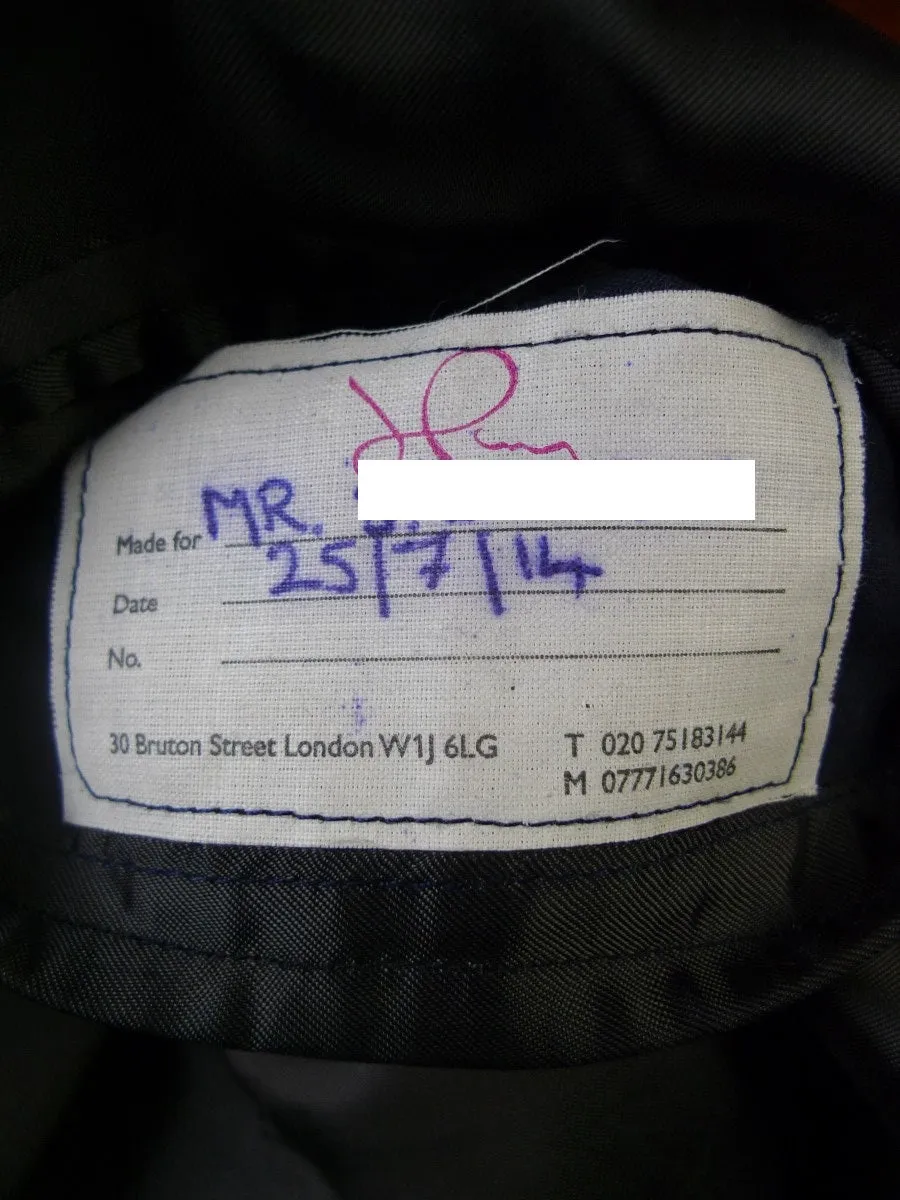 Made for MR.
Date 25/7/14
No.
30 Bruton Street London W1J 6LG
T 020 75183144
M 07771630386